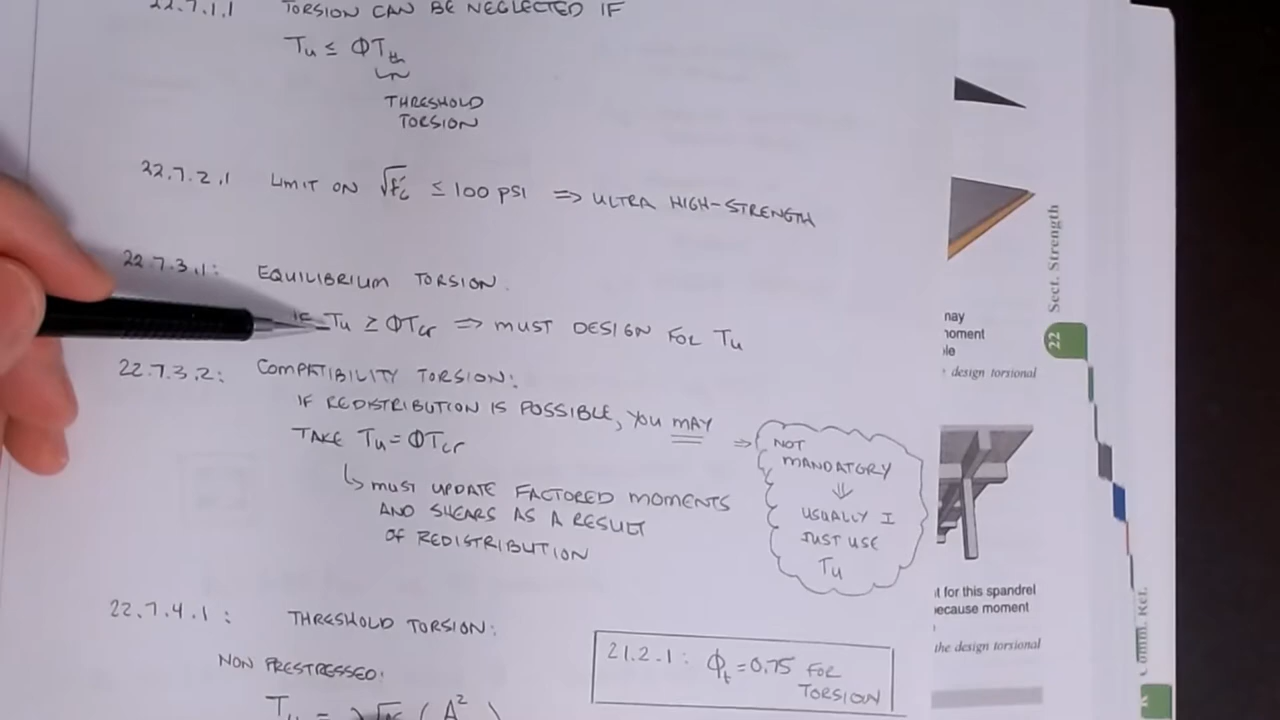 22.7.1.1 TORSION CAN BE NEGLECTED IF
Tu ≤ ΦTth
THRESHOLD
TORSION
22.7.2.1 LIMIT ON √f'c ≤ 100 PSI ⇒ ULTRA HIGH-STRENGTH
22.7.3.1: EQUILIBRIUM TORSION.
IF Tu ≥ ΦTcr ⇒ MUST DESIGN FOR Tu
22.7.3.2: COMPATIBILITY TORSION:
IF REDISTRIBUTION IS POSSIBLE, YOU MAY
TAKE Tu = ΦTcr
↳ MUST UPDATE FACTORED MOMENTS
AND SHEARS AS A RESULT
OF REDISTRIBUTION
⇒ NOT
MANDATORY
⇓
USUALLY I
JUST USE
Tu
22.7.4.1: THRESHOLD TORSION:
NON PRESTRESSED:
21.2.1: Φt = 0.75 FOR
TORSION
nay
noment
design torsional
t for this spandrel
ecause moment
the design torsional
22 Sect. Strength